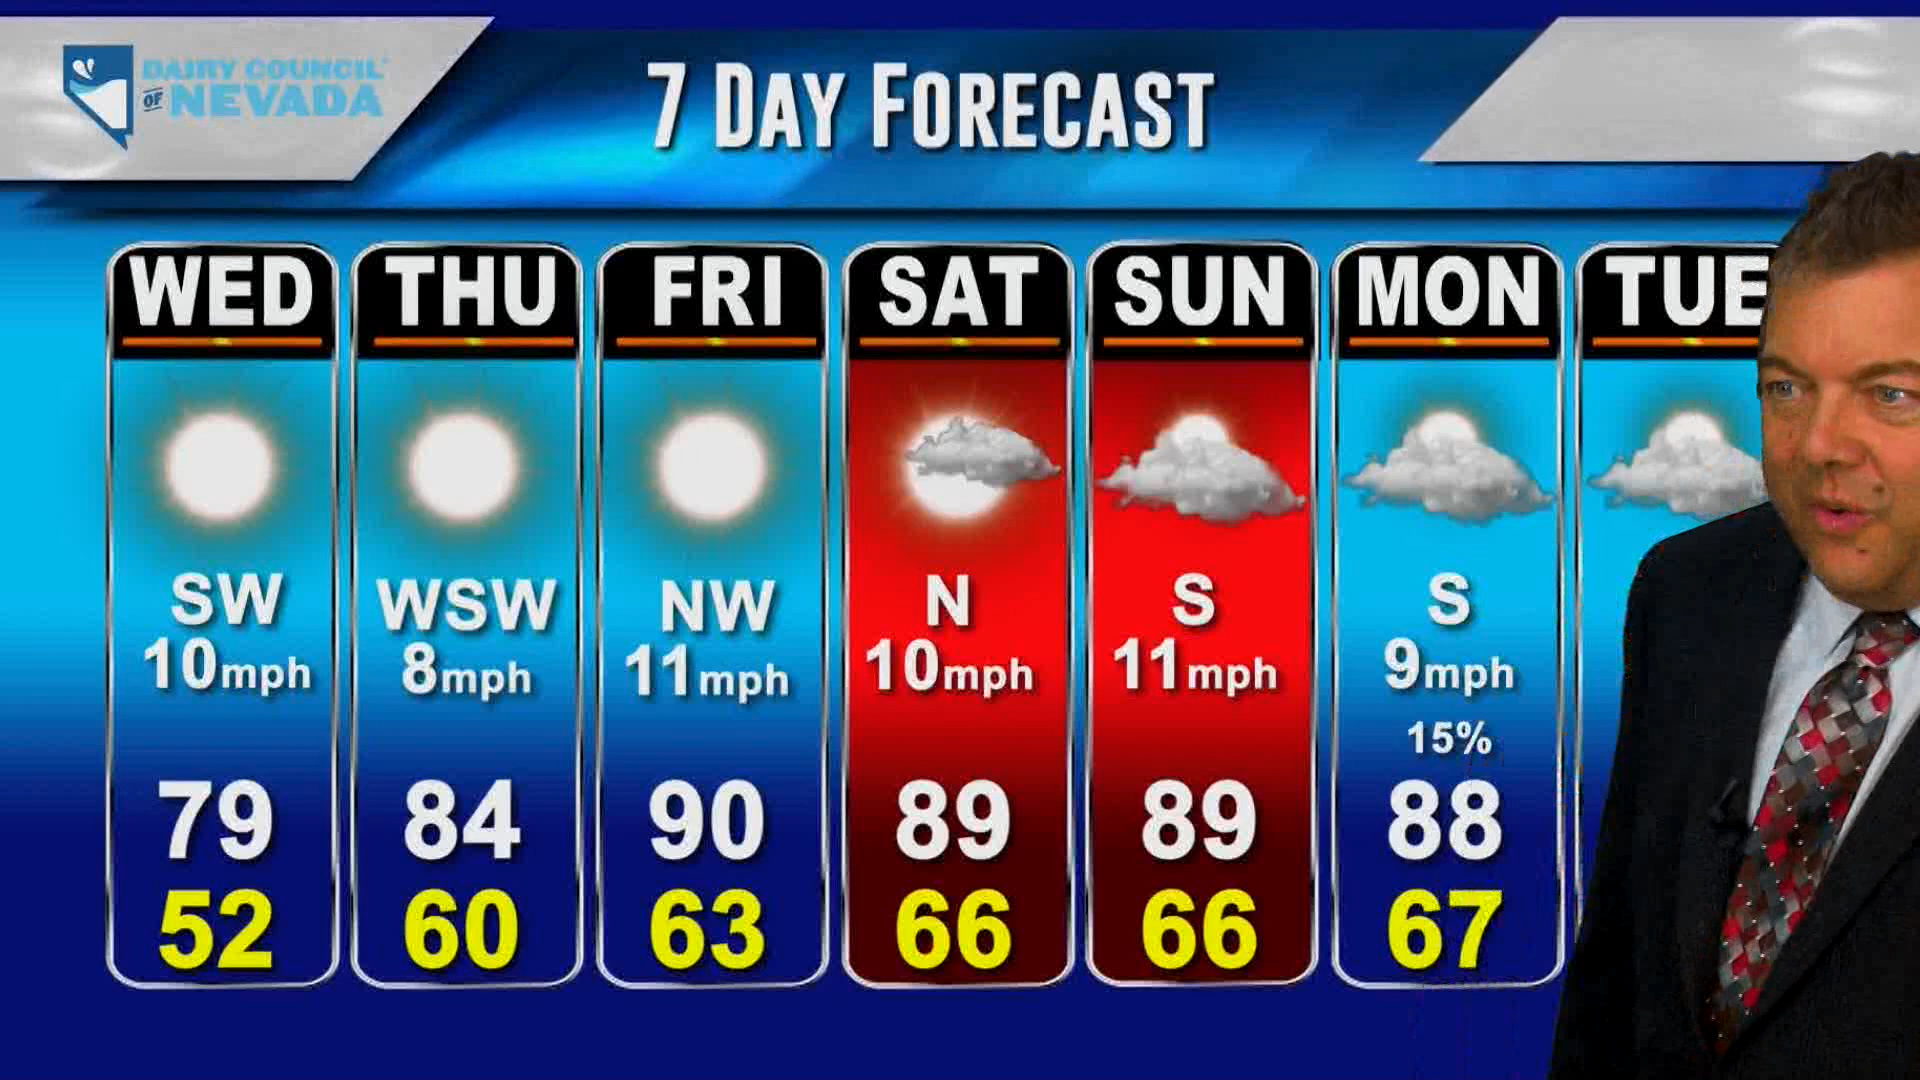 DAIRY COUNCIL
OF NEVADA
7 DAY FORECAST
WED THU FRI SAT SUN MON TUE
SW WSW NW N S S
10mph 8mph 11mph 10mph 11mph 9mph
15%
79 84 90 89 89 88
52 60 63 66 66 67